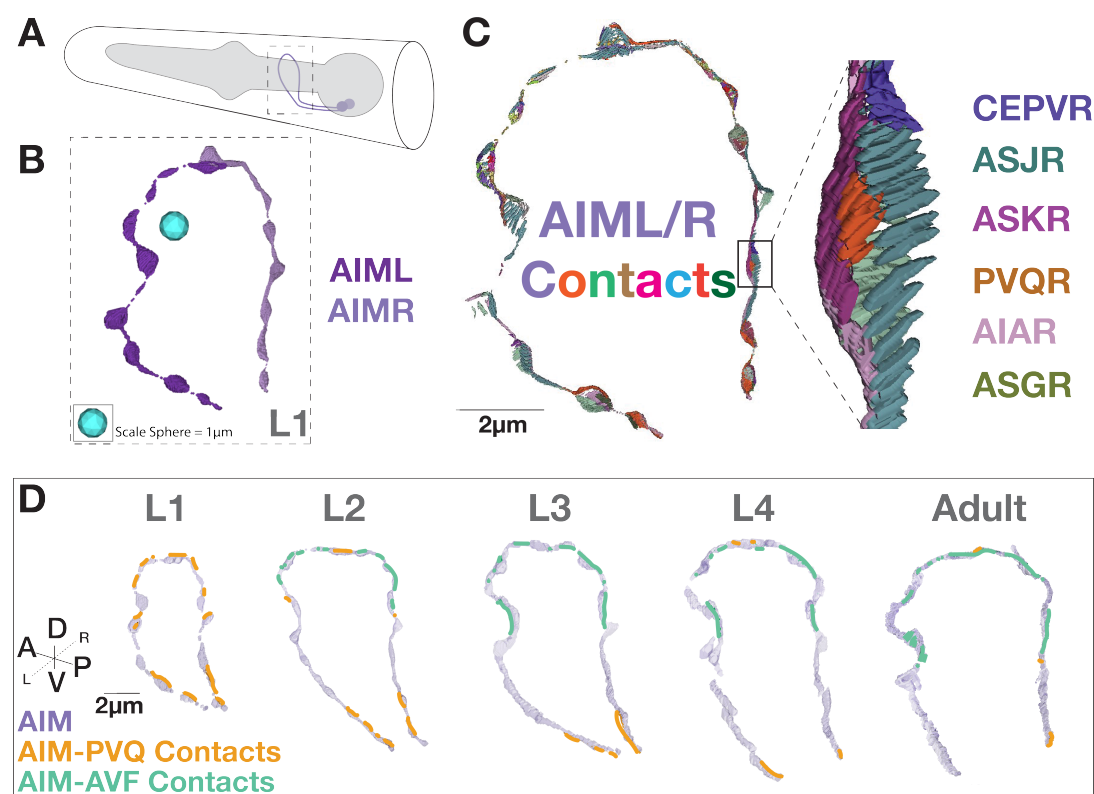 A
B
AIML
AIMR
Scale Sphere = 1μm
L1
C
AIML/R
Contacts
2μm
CEPVR
ASJR
ASKR
PVQR
AIAR
ASGR
D
L1
L2
L3
L4
Adult
D
R
A
P
L
V
2μm
AIM
AIM-PVQ Contacts
AIM-AVF Contacts